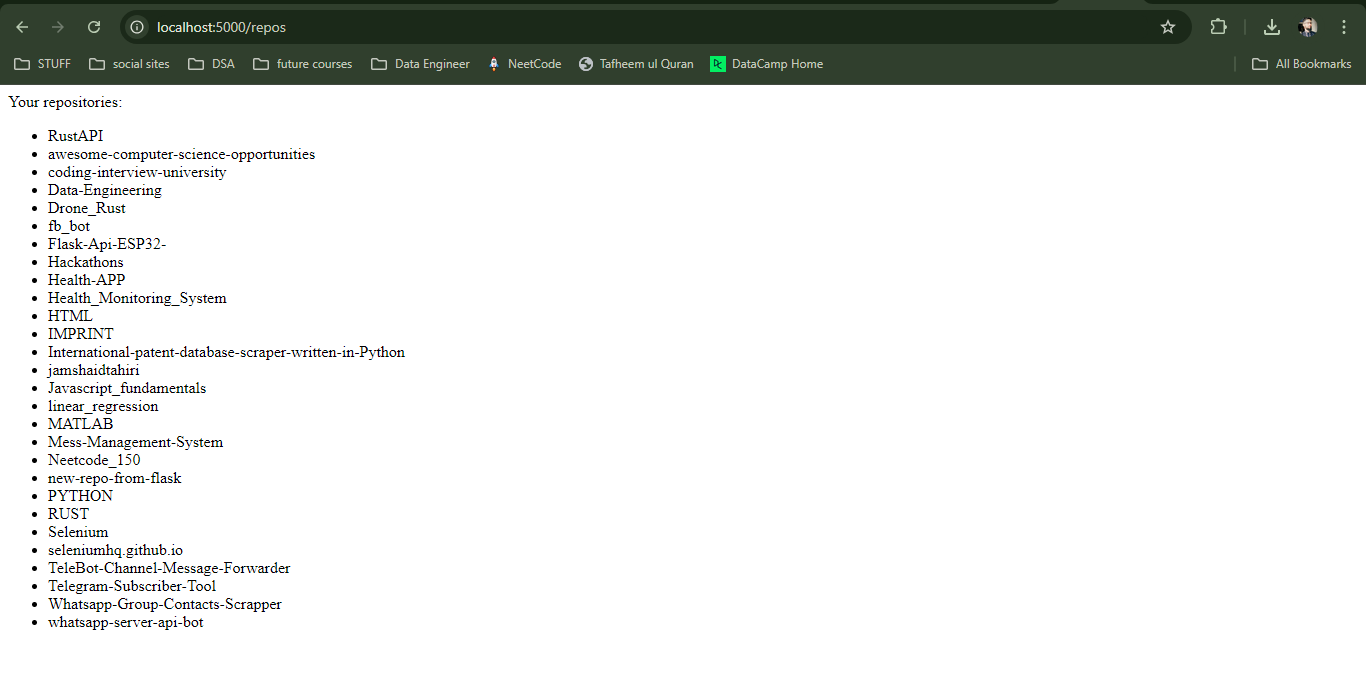 localhost:5000/repos
STUFF social sites DSA future courses Data Engineer NeetCode Tafheem ul Quran DataCamp Home All Bookmarks
Your repositories:
RustAPI
awesome-computer-science-opportunities
coding-interview-university
Data-Engineering
Drone_Rust
fb_bot
Flask-Api-ESP32-
Hackathons
Health-APP
Health_Monitoring_System
HTML
IMPRINT
International-patent-database-scraper-written-in-Python
jamshaidtahiri
Javascript_fundamentals
linear_regression
MATLAB
Mess-Management-System
Neetcode_150
new-repo-from-flask
PYTHON
RUST
Selenium
seleniumhq.github.io
TeleBot-Channel-Message-Forwarder
Telegram-Subscriber-Tool
Whatsapp-Group-Contacts-Scrapper
whatsapp-server-api-bot